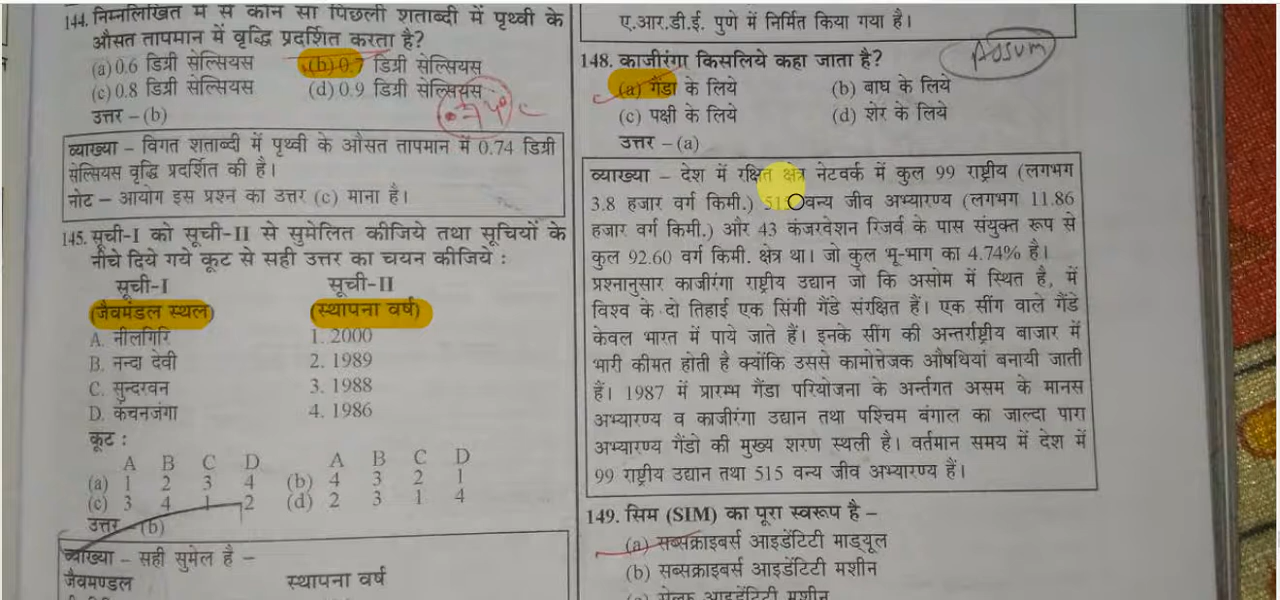 144. निम्नलिखित में से कौन सा पिछली शताब्दी में पृथ्वी के
औसत तापमान में वृद्धि प्रदर्शित करता है?
(a) 0.6 डिग्री सेल्सियस (b) 0.7 डिग्री सेल्सियस
(c) 0.8 डिग्री सेल्सियस (d) 0.9 डिग्री सेल्सियस
उत्तर – (b)
व्याख्या – विगत शताब्दी में पृथ्वी के औसत तापमान में 0.74 डिग्री
सेल्सियस वृद्धि प्रदर्शित की है।
नोट – आयोग इस प्रश्न का उत्तर (c) माना है।
145. सूची-I को सूची-II से सुमेलित कीजिये तथा सूचियों के
नीचे दिये गये कूट से सही उत्तर का चयन कीजिये :
सूची-I सूची-II
(जैवमंडल स्थल) (स्थापना वर्ष)
A. नीलगिरि 1. 2000
B. नन्दा देवी 2. 1989
C. सुन्दरवन 3. 1988
D. कंचनजंगा 4. 1986
कूट :
A B C D A B C D
(a) 1 2 3 4 (b) 4 3 2 1
(c) 3 4 1 2 (d) 2 3 1 4
उत्तर – (b)
व्याख्या – सही सुमेल है –
जैवमण्डल स्थापना वर्ष
ए.आर.डी.ई. पुणे में निर्मित किया गया है।
148. काजीरंगा किसलिये कहा जाता है?
(a) गैंडा के लिये (b) बाघ के लिये
(c) पक्षी के लिये (d) शेर के लिये
उत्तर – (a)
व्याख्या – देश में रक्षित क्षेत्र नेटवर्क में कुल 99 राष्ट्रीय (लगभग
3.8 हजार वर्ग किमी.) 515 वन्य जीव अभ्यारण्य (लगभग 11.86
हजार वर्ग किमी.) और 43 कंजरवेशन रिजर्व के पास संयुक्त रूप से
कुल 92.60 वर्ग किमी. क्षेत्र था। जो कुल भू-भाग का 4.74% है।
प्रश्नानुसार काजीरंगा राष्ट्रीय उद्यान जो कि असोम में स्थित है, में
विश्व के दो तिहाई एक सिंगी गैंडे संरक्षित हैं। एक सींग वाले गैंडे
केवल भारत में पाये जाते हैं। इनके सींग की अन्तर्राष्ट्रीय बाजार में
भारी कीमत होती है क्योंकि उससे कामोत्तेजक औषधियां बनायी जाती
हैं। 1987 में प्रारम्भ गैंडा परियोजना के अर्न्तगत असम के मानस
अभ्यारण्य व काजीरंगा उद्यान तथा पश्चिम बंगाल का जाल्दा पारा
अभ्यारण्य गैंडो की मुख्य शरण स्थली है। वर्तमान समय में देश में
99 राष्ट्रीय उद्यान तथा 515 वन्य जीव अभ्यारण्य हैं।
149. सिम (SIM) का पूरा स्वरूप है –
(a) सब्सक्राइबर्स आइडेंटिटी माड्यूल
(b) सब्सक्राइबर्स आइडेंटिटी मशीन